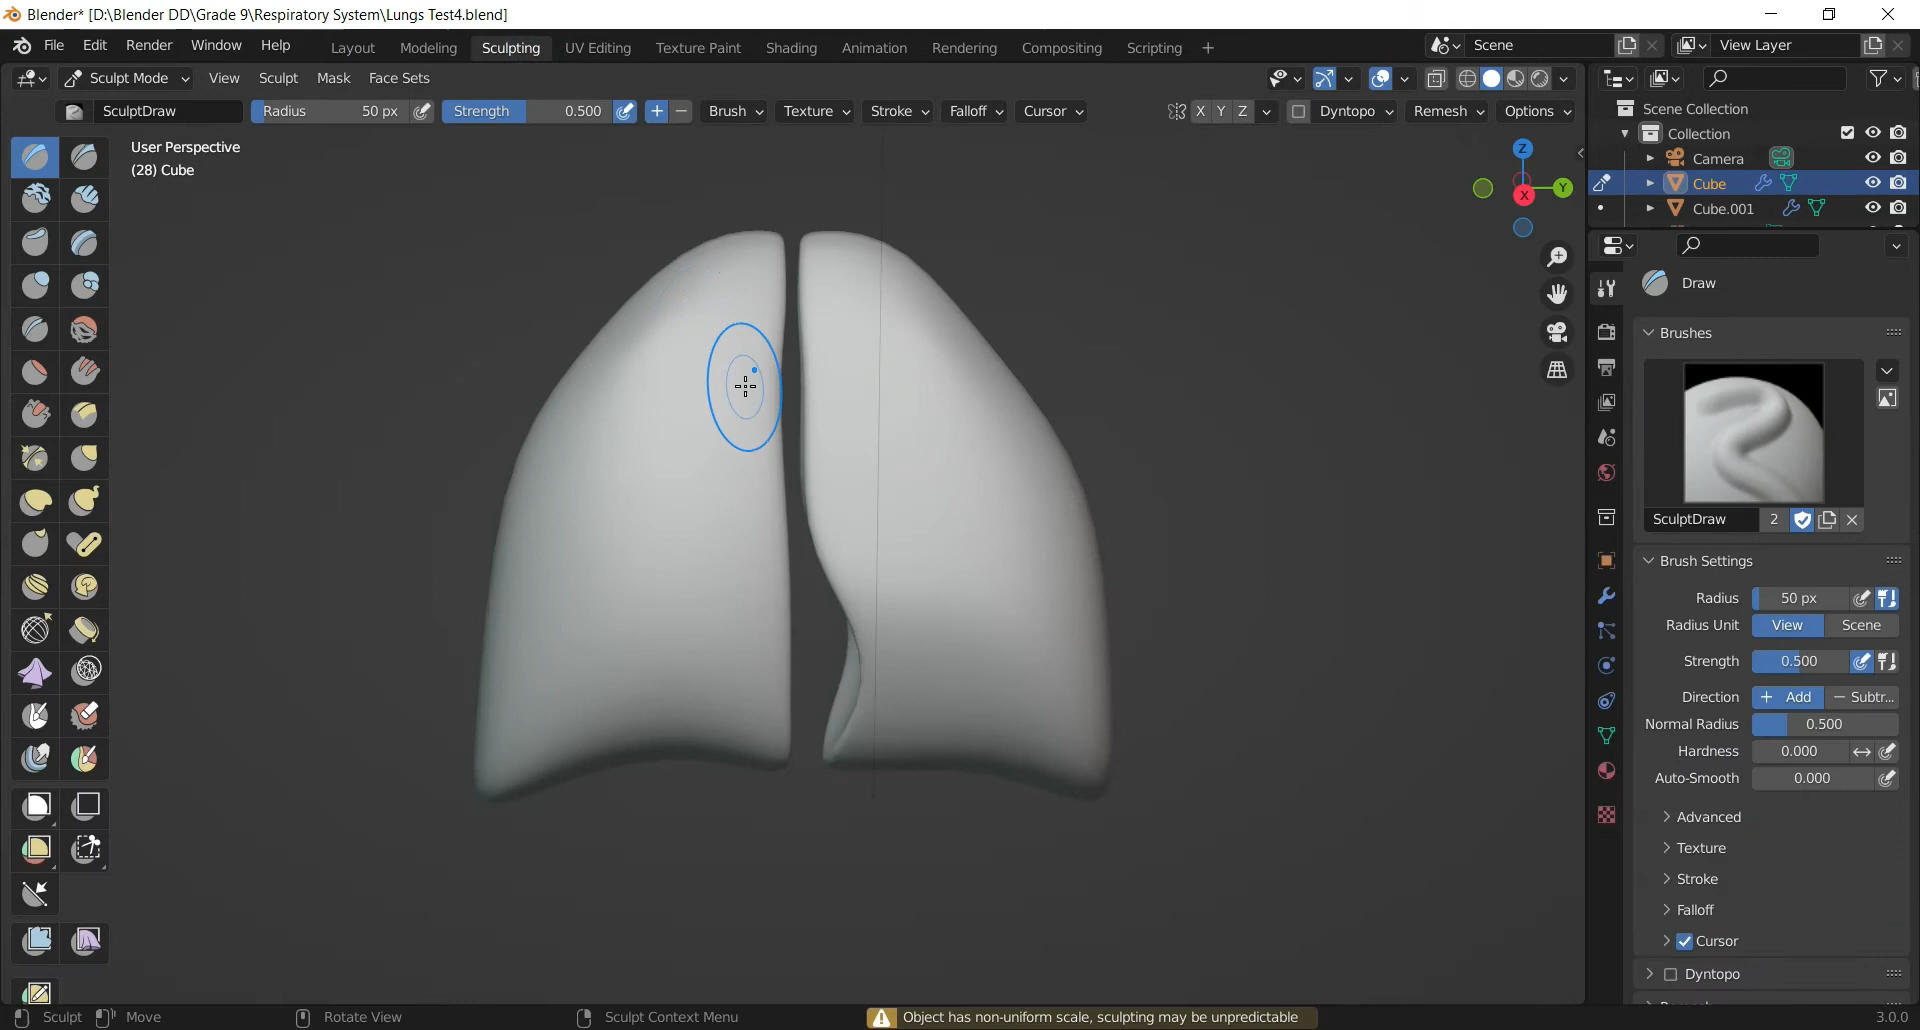 Blender* [D:\Blender DD\Grade 9\Respiratory System\Lungs Test4.blend]
File Edit Render Window Help Layout Modeling Sculpting UV Editing Texture Paint Shading Animation Rendering Compositing Scripting + Scene View Layer
Sculpt Mode View Sculpt Mask Face Sets
SculptDraw Radius 50 px Strength 0.500 + − Brush Texture Stroke Falloff Cursor X Y Z Dyntopo Remesh Options
User Perspective
(28) Cube
Z
Y
X
Scene Collection
Collection
Camera
Cube
Cube.001
Draw
Brushes
SculptDraw 2
Brush Settings
Radius 50 px
Radius Unit View Scene
Strength 0.500
Direction + Add − Subtr...
Normal Radius 0.500
Hardness 0.000
Auto-Smooth 0.000
Advanced
Texture
Stroke
Falloff
Cursor
Dyntopo
Sculpt Move Rotate View Sculpt Context Menu Object has non-uniform scale, sculpting may be unpredictable 3.0.0